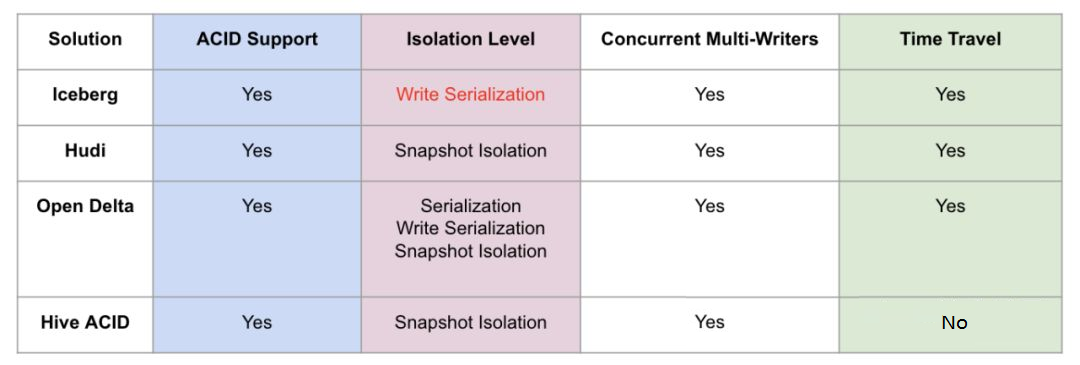 Solution ACID Support Isolation Level Concurrent Multi-Writers Time Travel
Iceberg Yes Write Serialization Yes Yes
Hudi Yes Snapshot Isolation Yes Yes
Open Delta Yes Serialization Yes Yes
Write Serialization
Snapshot Isolation
Hive ACID Yes Snapshot Isolation Yes No